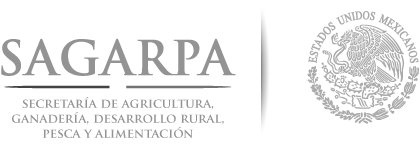 SAGARPA
SECRETARÍA DE AGRICULTURA,
GANADERÍA, DESARROLLO RURAL,
PESCA Y ALIMENTACIÓN
ESTADOS UNIDOS MEXICANOS